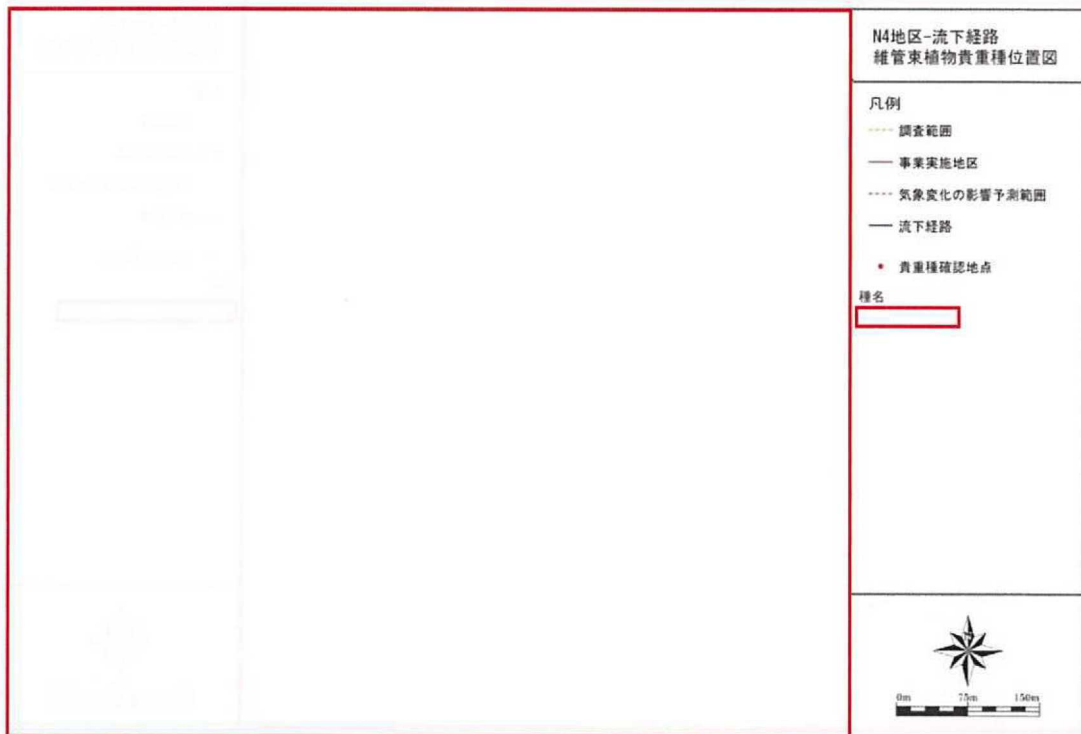 N4地区-流下経路
維管束植物貴重種位置図
凡例
調査範囲
事業実施地区
気象変化の影響予測範囲
流下経路
貴重種確認地点
種名
0m 75m 150m